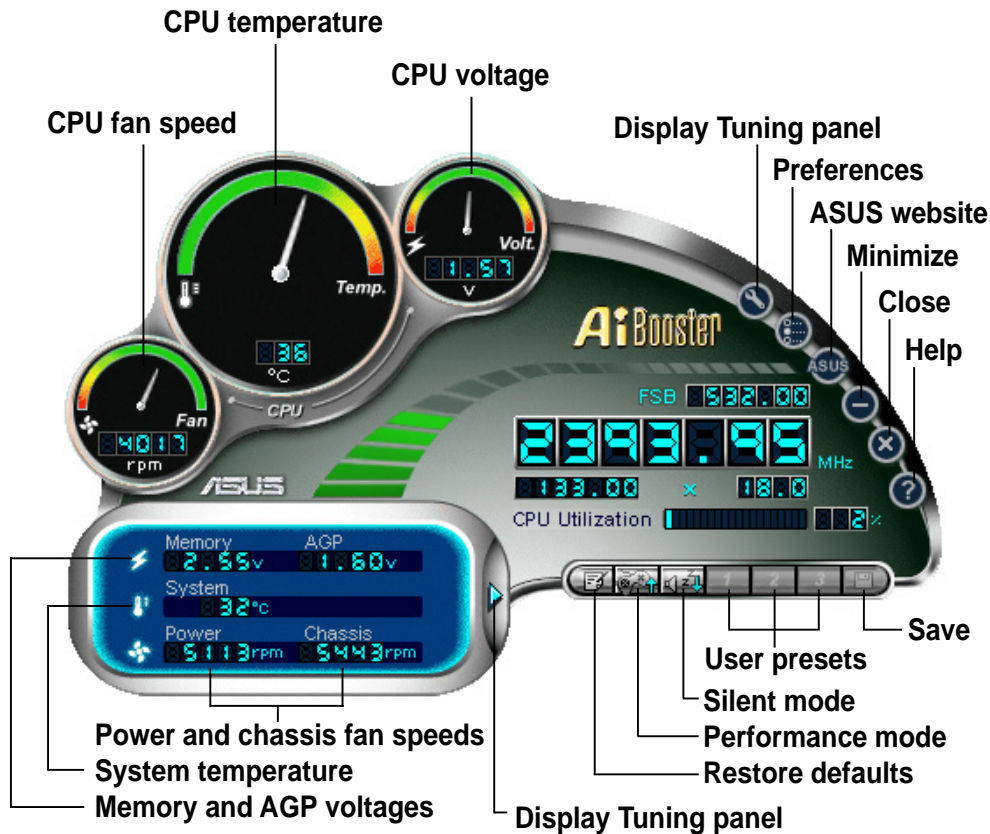 CPU temperature
CPU voltage
CPU fan speed
Display Tuning panel
Preferences
ASUS website
Minimize
Close
Help
Volt.
1.57
V
Temp.
36
°C
CPU
Fan
4017
rpm
Ai Booster
ASUS
FSB 532.00
2393.95 MHz
133.00 x 18.0
CPU Utilization 2%
ASUS
Memory AGP
2.55v 1.60v
System
32°C
Power Chassis
5113rpm 5443rpm
1 2 3
Save
User presets
Silent mode
Performance mode
Restore defaults
Power and chassis fan speeds
System temperature
Memory and AGP voltages
Display Tuning panel